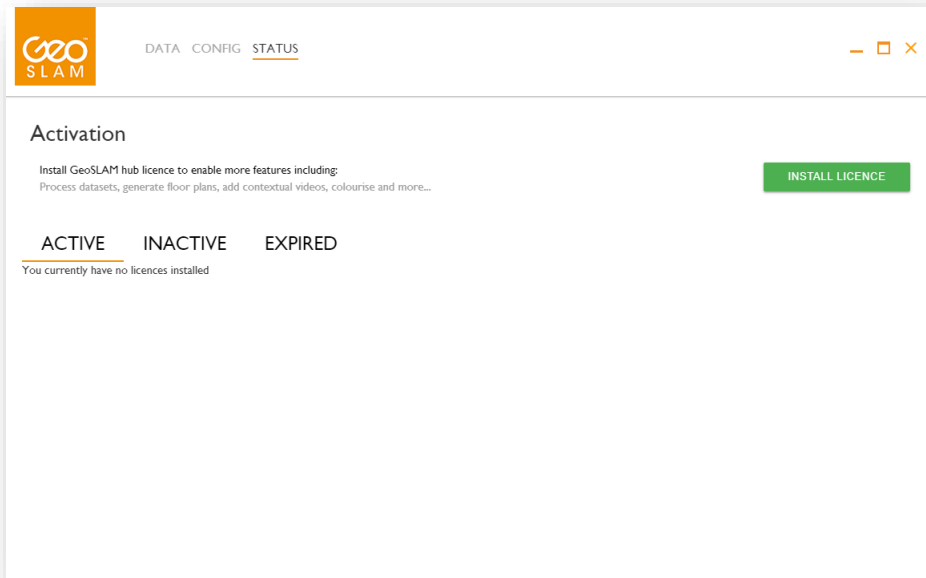 GEO™
SLAM
DATA CONFIG STATUS
Activation
Install GeoSLAM hub licence to enable more features including:
Process datasets, generate floor plans, add contextual videos, colourise and more...
INSTALL LICENCE
ACTIVE INACTIVE EXPIRED
You currently have no licences installed